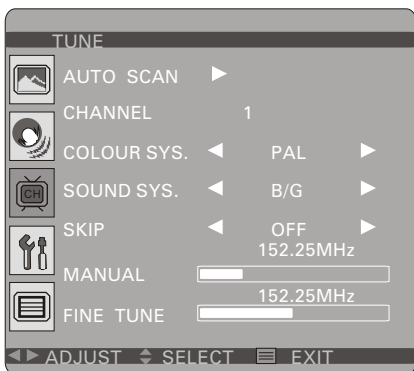 TUNE
AUTO SCAN
CHANNEL 1
COLOUR SYS. PAL
CH
SOUND SYS. B/G
SKIP OFF
152.25MHz
MANUAL
152.25MHz
FINE TUNE
ADJUST SELECT EXIT